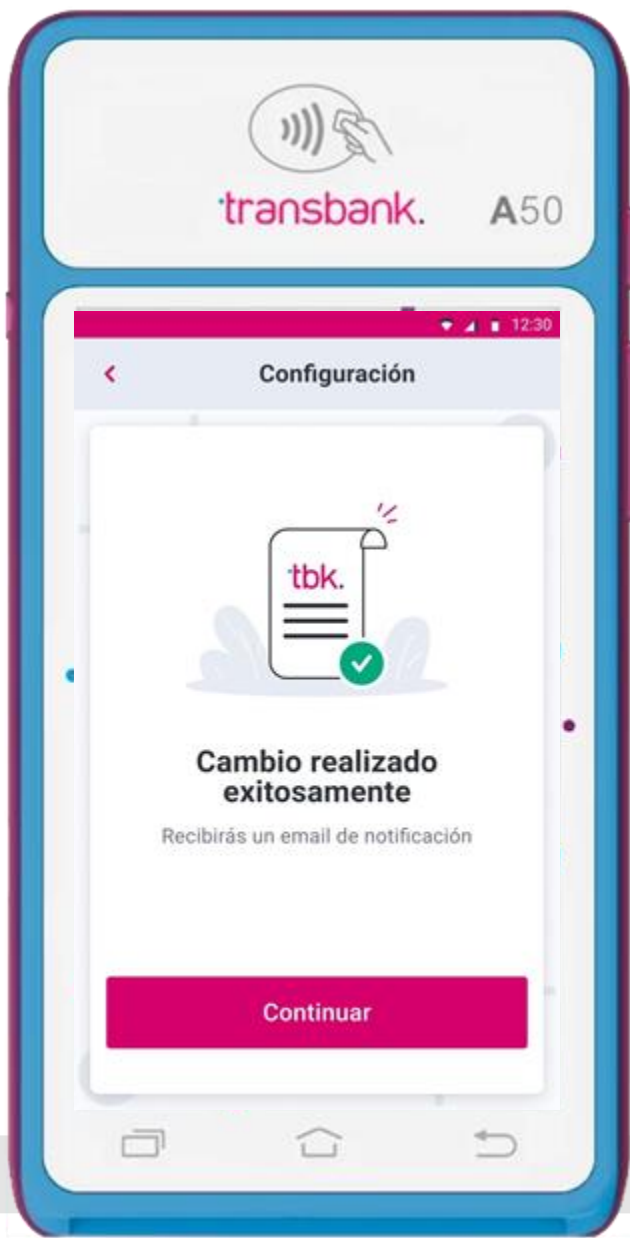 transbank.
A50
12:30
Configuración
tbk.
Cambio realizado
exitosamente
Recibirás un email de notificación
Continuar